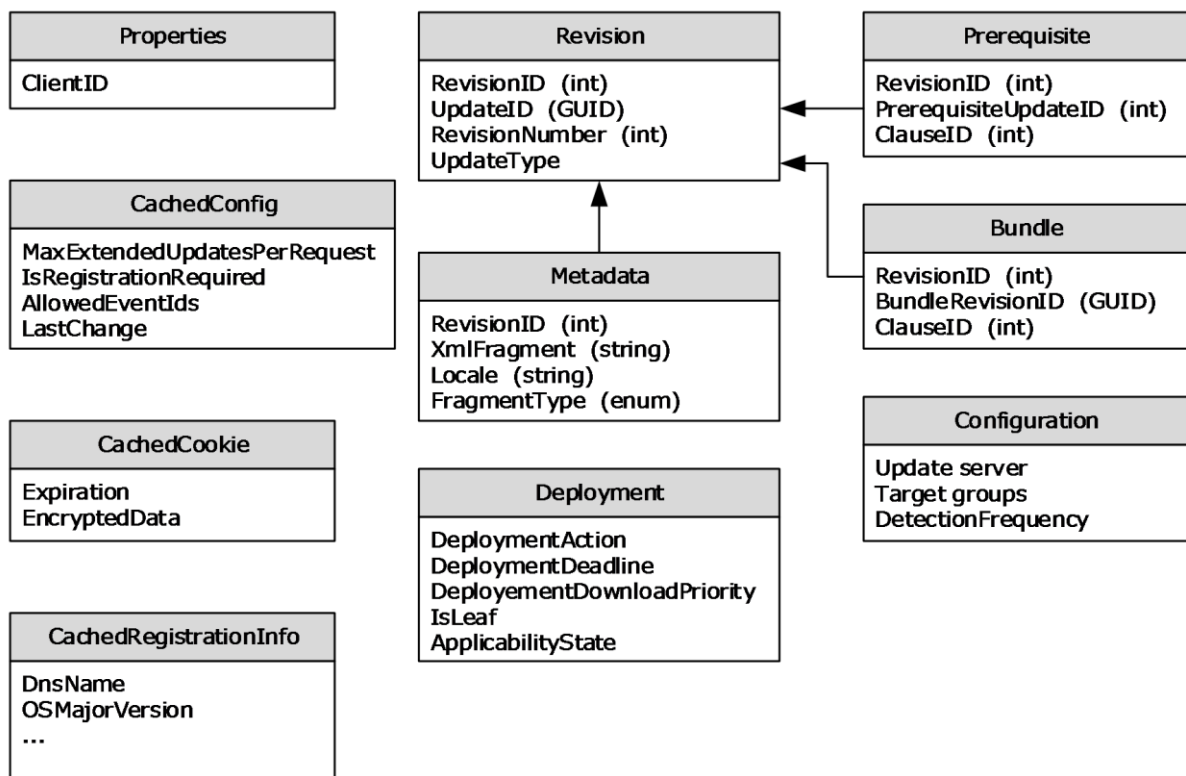 Properties
ClientID
CachedConfig
MaxExtendedUpdatesPerRequest
IsRegistrationRequired
AllowedEventIds
LastChange
CachedCookie
Expiration
EncryptedData
CachedRegistrationInfo
DnsName
OSMajorVersion
...
Revision
RevisionID (int)
UpdateID (GUID)
RevisionNumber (int)
UpdateType
Metadata
RevisionID (int)
XmlFragment (string)
Locale (string)
FragmentType (enum)
Deployment
DeploymentAction
DeploymentDeadline
DeployementDownloadPriority
IsLeaf
ApplicabilityState
Prerequisite
RevisionID (int)
PrerequisiteUpdateID (int)
ClauseID (int)
Bundle
RevisionID (int)
BundleRevisionID (GUID)
ClauseID (int)
Configuration
Update server
Target groups
DetectionFrequency